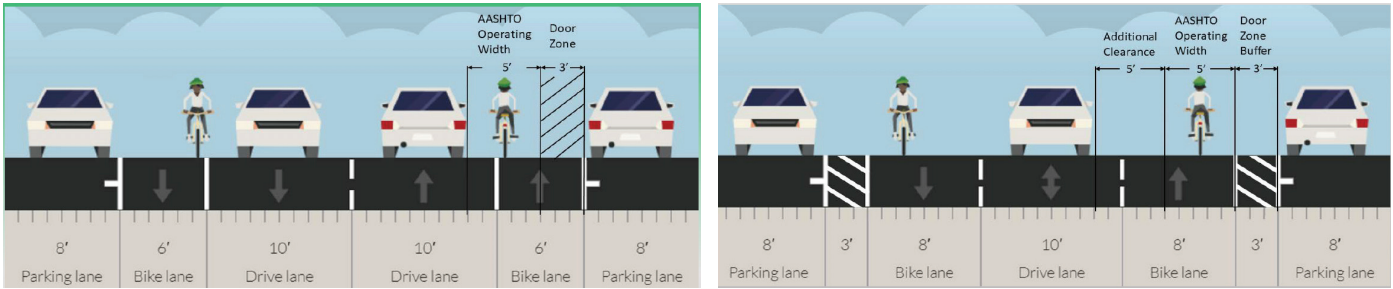 AASHTO
Operating
Width
Door
Zone
5’
3’
8’
6’
10’
10’
6’
8’
Parking lane
Bike lane
Drive lane
Drive lane
Bike lane
Parking lane
Additional
Clearance
AASHTO
Operating
Width
Door
Zone
Buffer
5’
5’
3’
8’
3’
8’
10’
8’
3’
8’
Parking lane
Bike lane
Drive lane
Bike lane
Parking lane